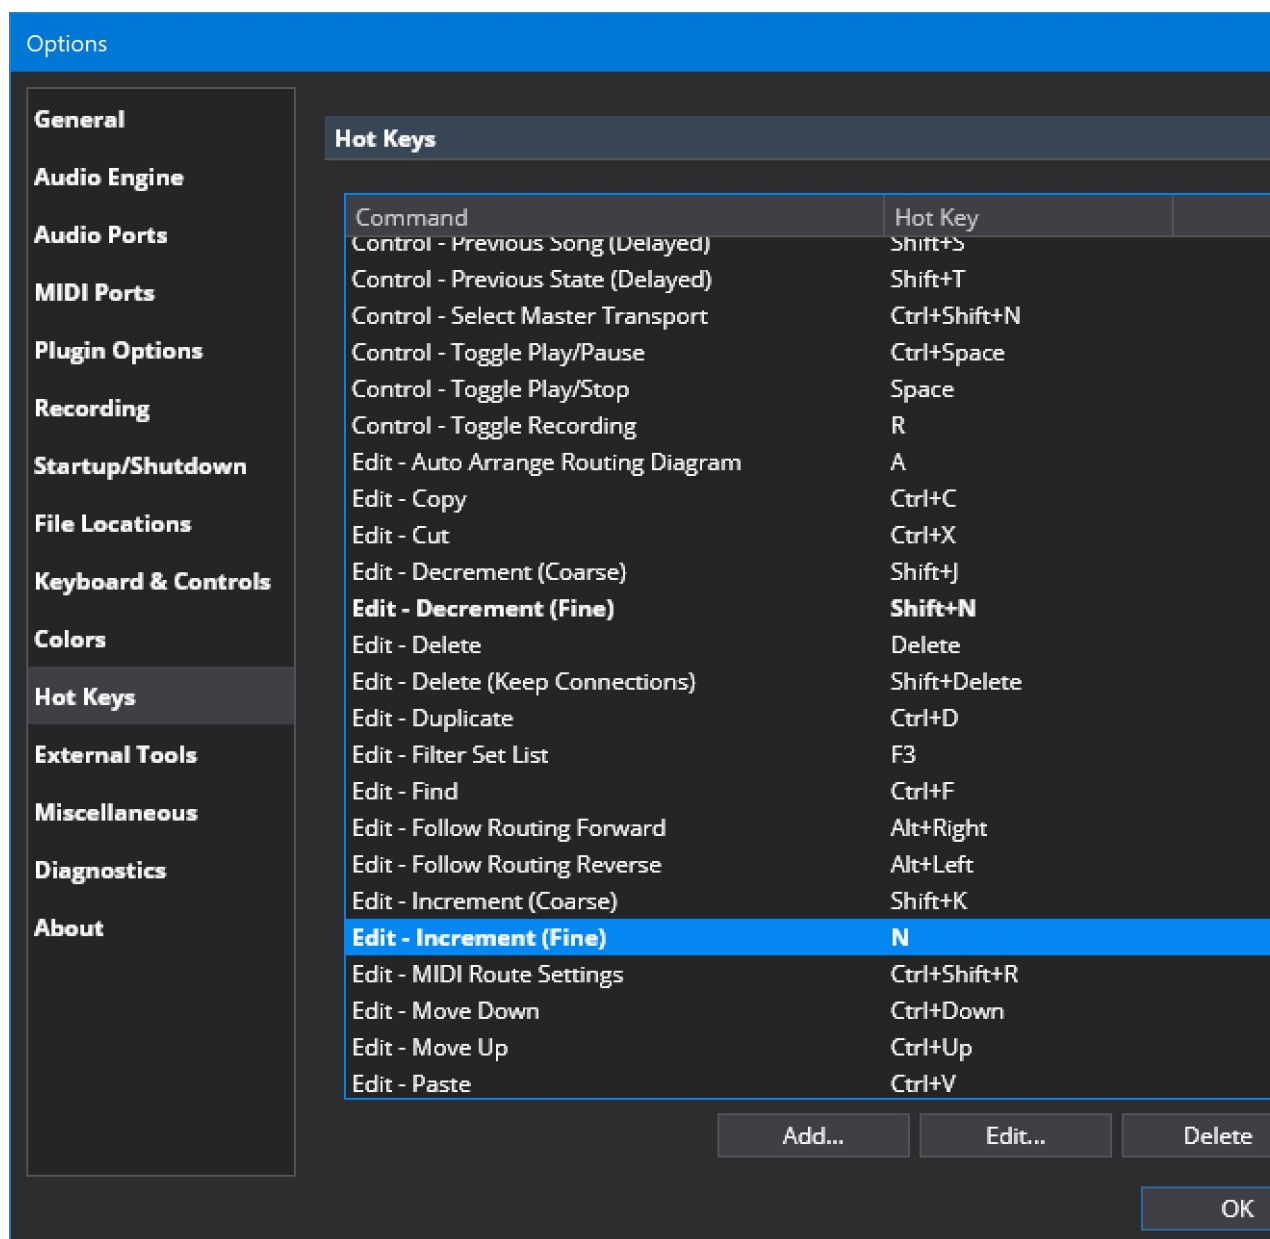 Options
General
Audio Engine
Audio Ports
MIDI Ports
Plugin Options
Recording
Startup/Shutdown
File Locations
Keyboard & Controls
Colors
Hot Keys
External Tools
Miscellaneous
Diagnostics
About
Hot Keys
Command Hot Key
Control - Previous Song (Delayed) Shift+S
Control - Previous State (Delayed) Shift+T
Control - Select Master Transport Ctrl+Shift+N
Control - Toggle Play/Pause Ctrl+Space
Control - Toggle Play/Stop Space
Control - Toggle Recording R
Edit - Auto Arrange Routing Diagram A
Edit - Copy Ctrl+C
Edit - Cut Ctrl+X
Edit - Decrement (Coarse) Shift+J
Edit - Decrement (Fine) Shift+N
Edit - Delete Delete
Edit - Delete (Keep Connections) Shift+Delete
Edit - Duplicate Ctrl+D
Edit - Filter Set List F3
Edit - Find Ctrl+F
Edit - Follow Routing Forward Alt+Right
Edit - Follow Routing Reverse Alt+Left
Edit - Increment (Coarse) Shift+K
Edit - Increment (Fine) N
Edit - MIDI Route Settings Ctrl+Shift+R
Edit - Move Down Ctrl+Down
Edit - Move Up Ctrl+Up
Edit - Paste Ctrl+V
Add... Edit... Delete
OK